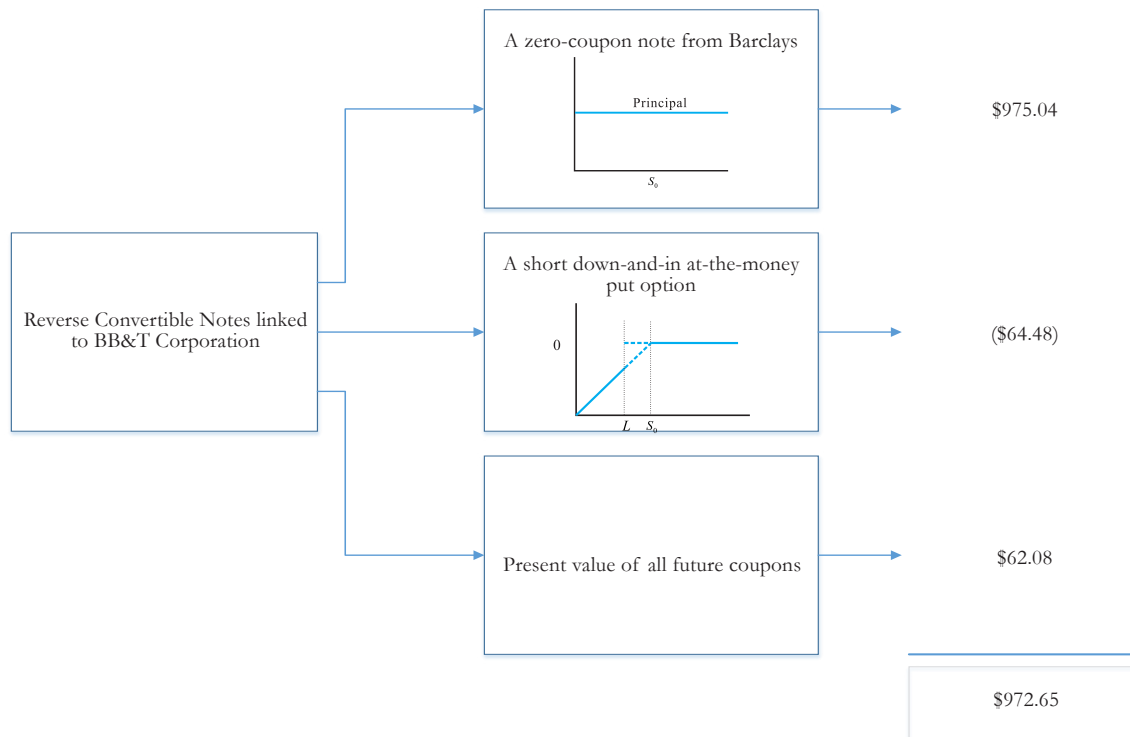 A zero-coupon note from Barclays
Principal
S₀
$975.04
Reverse Convertible Notes linked
to BB&T Corporation
A short down-and-in at-the-money
put option
0
L S₀
($64.48)
Present value of all future coupons
$62.08
$972.65